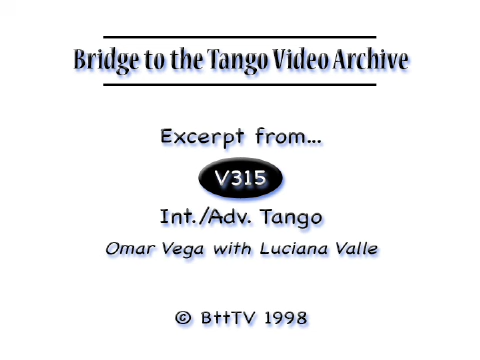 Bridge to the Tango Video Archive
Excerpt from...
V315
Int./Adv. Tango
Omar Vega with Luciana Valle
© BttTV 1998